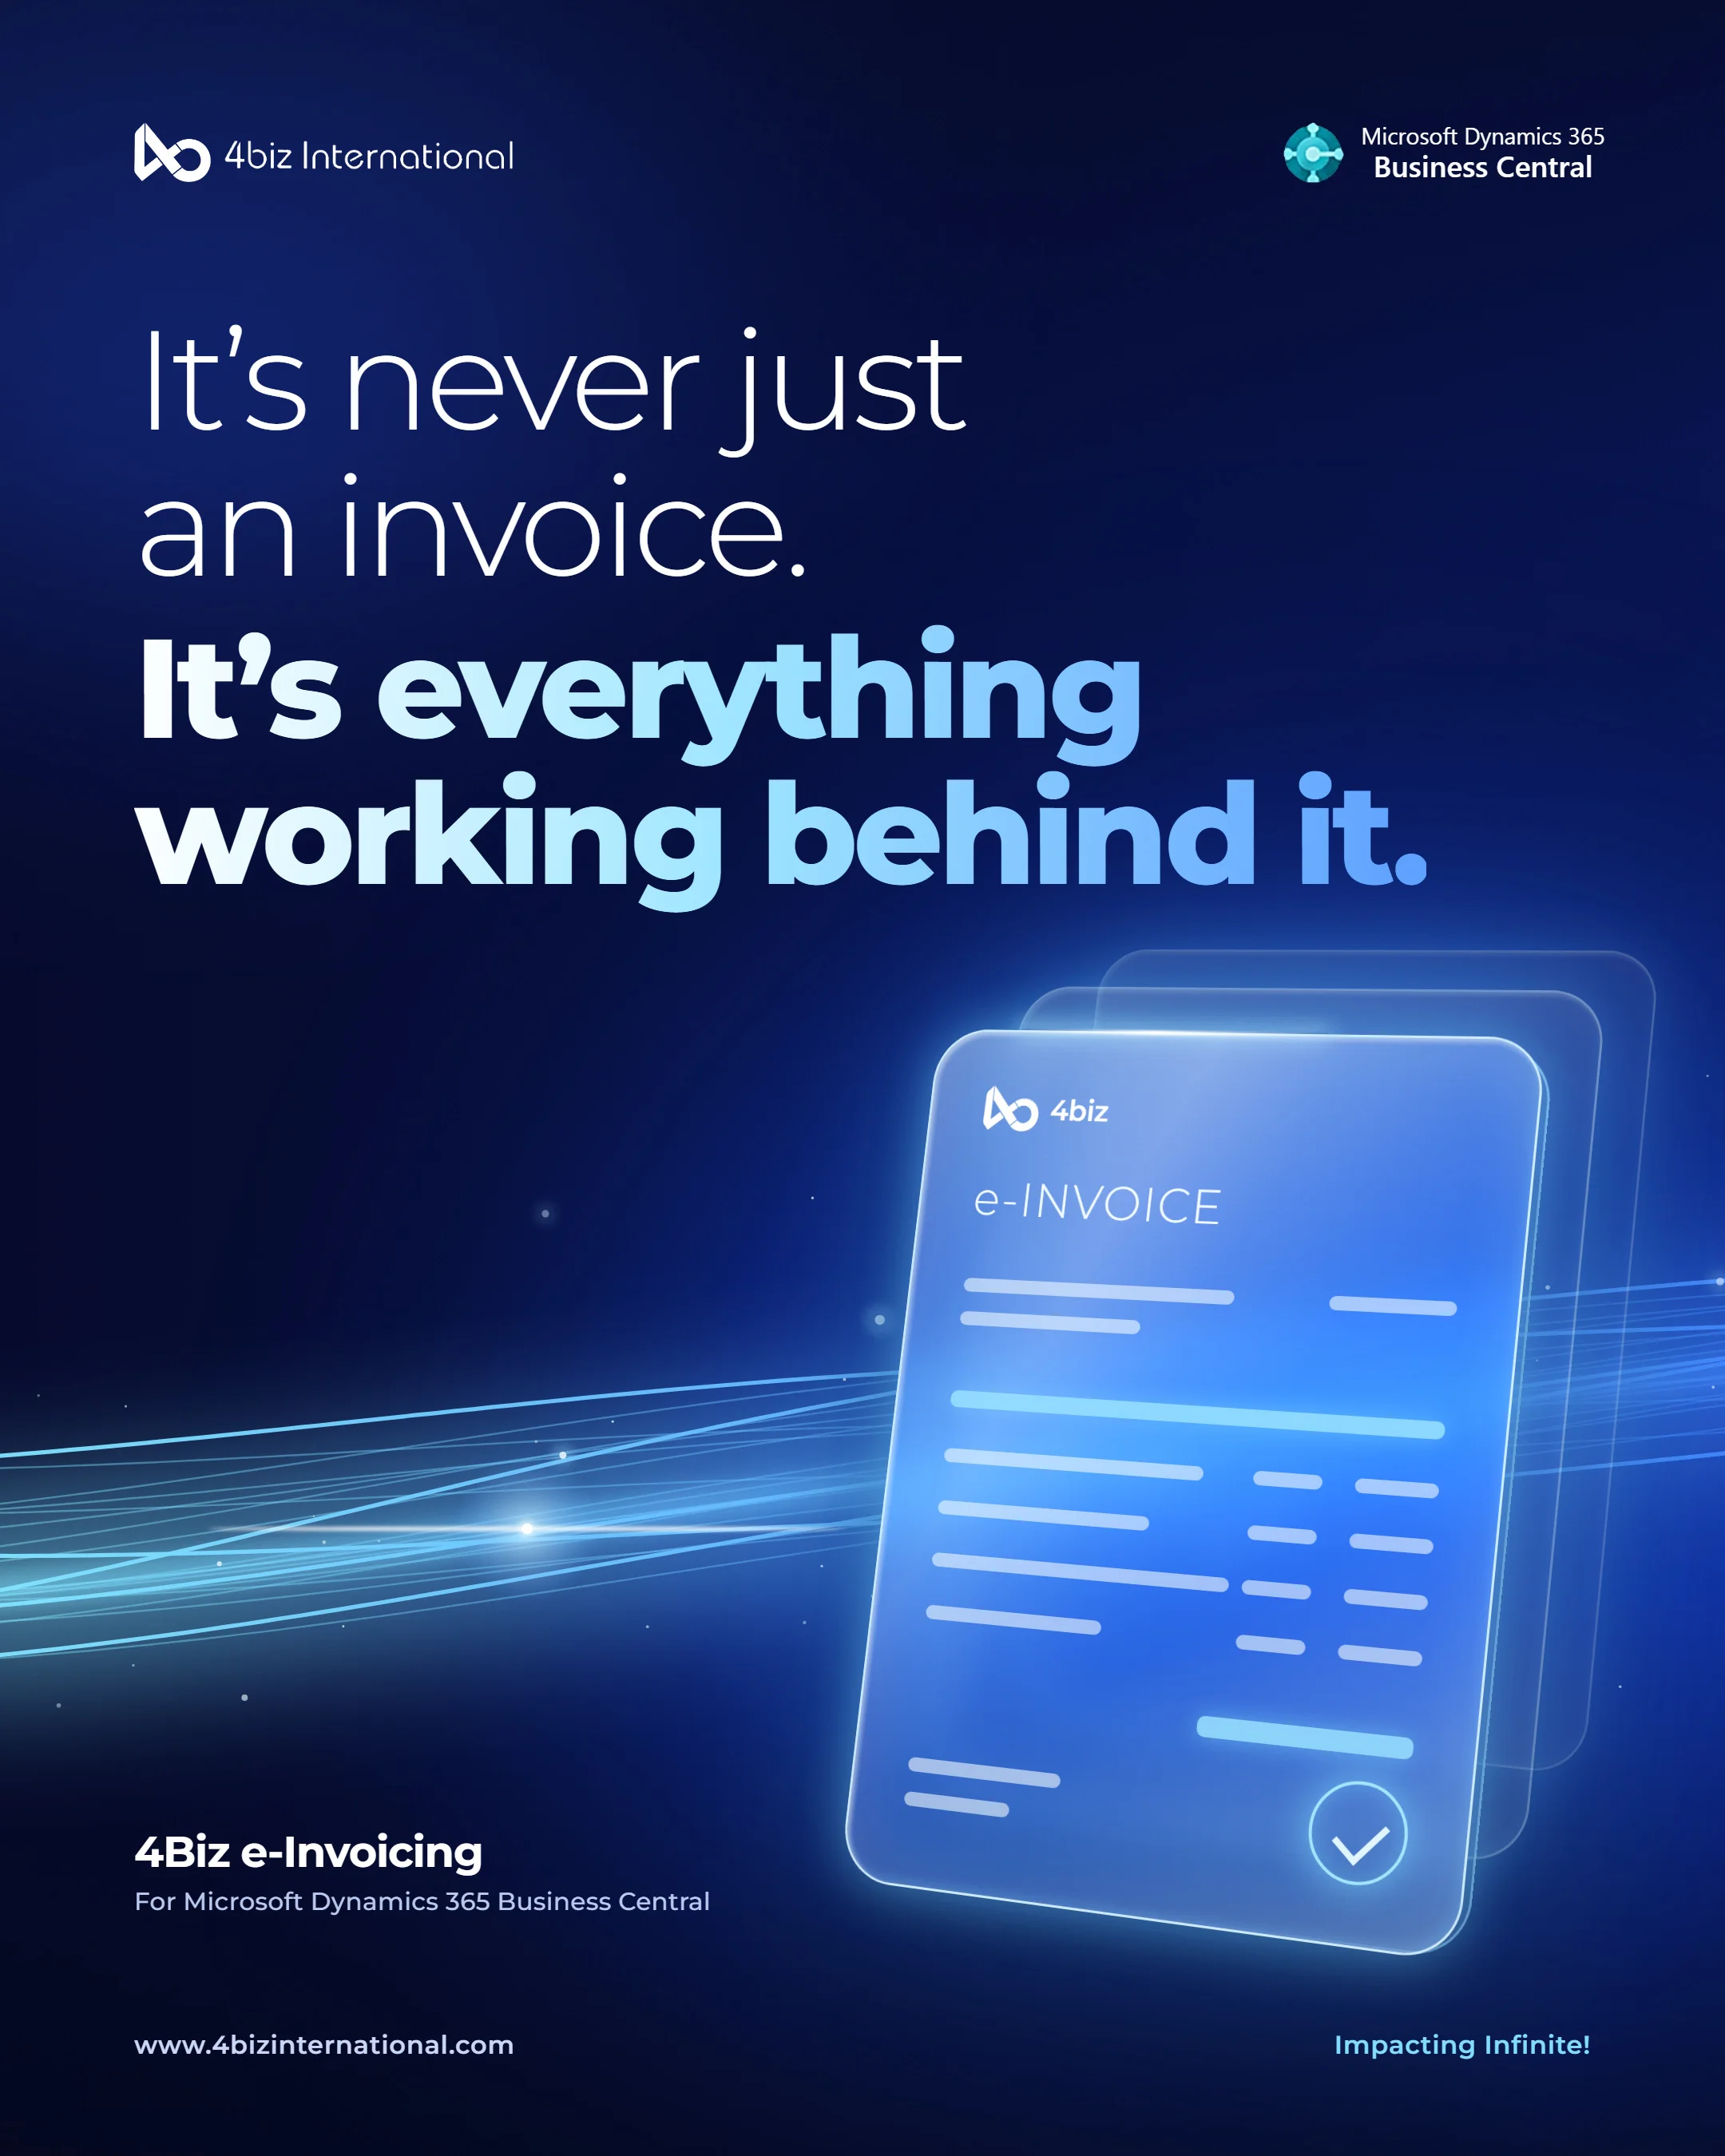 4biz International
Microsoft Dynamics 365
Business Central
It’s never just
an invoice.
It’s everything
working behind it.
4biz
e-INVOICE
4Biz e-Invoicing
For Microsoft Dynamics 365 Business Central
www.4bizinternational.com
Impacting Infinite!